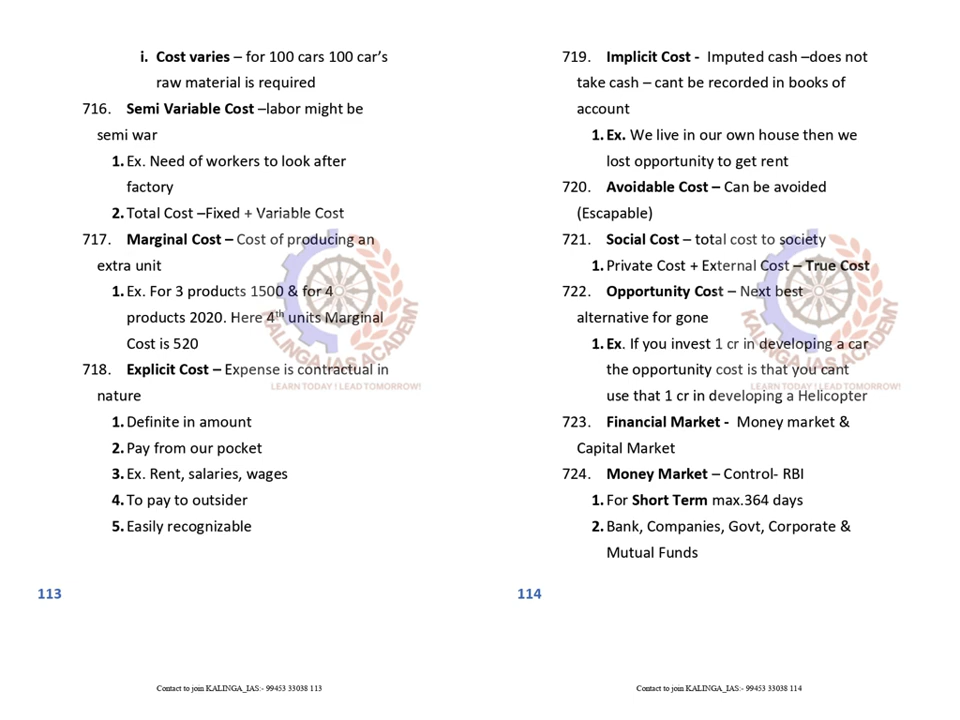 i. Cost varies – for 100 cars 100 car's
raw material is required
716. Semi Variable Cost –labor might be
semi war
1. Ex. Need of workers to look after
factory
2. Total Cost –Fixed + Variable Cost
717. Marginal Cost – Cost of producing an
extra unit
1. Ex. For 3 products 1500 & for 4
products 2020. Here 4th units Marginal
Cost is 520
718. Explicit Cost – Expense is contractual in
nature
1. Definite in amount
2. Pay from our pocket
3. Ex. Rent, salaries, wages
4. To pay to outsider
5. Easily recognizable
KALINGA IAS ACADEMY
LEARN TODAY ! LEAD TOMORROW!
113
Contact to join KALINGA_IAS:- 99453 33038 113
719. Implicit Cost - Imputed cash –does not
take cash – cant be recorded in books of
account
1. Ex. We live in our own house then we
lost opportunity to get rent
720. Avoidable Cost – Can be avoided
(Escapable)
721. Social Cost – total cost to society
1. Private Cost + External Cost – True Cost
722. Opportunity Cost – Next best
alternative for gone
1. Ex. If you invest 1 cr in developing a car
the opportunity cost is that you cant
use that 1 cr in developing a Helicopter
723. Financial Market - Money market &
Capital Market
724. Money Market – Control- RBI
1. For Short Term max.364 days
2. Bank, Companies, Govt, Corporate &
Mutual Funds
KALINGA IAS ACADEMY
LEARN TODAY ! LEAD TOMORROW!
114
Contact to join KALINGA_IAS:- 99453 33038 114